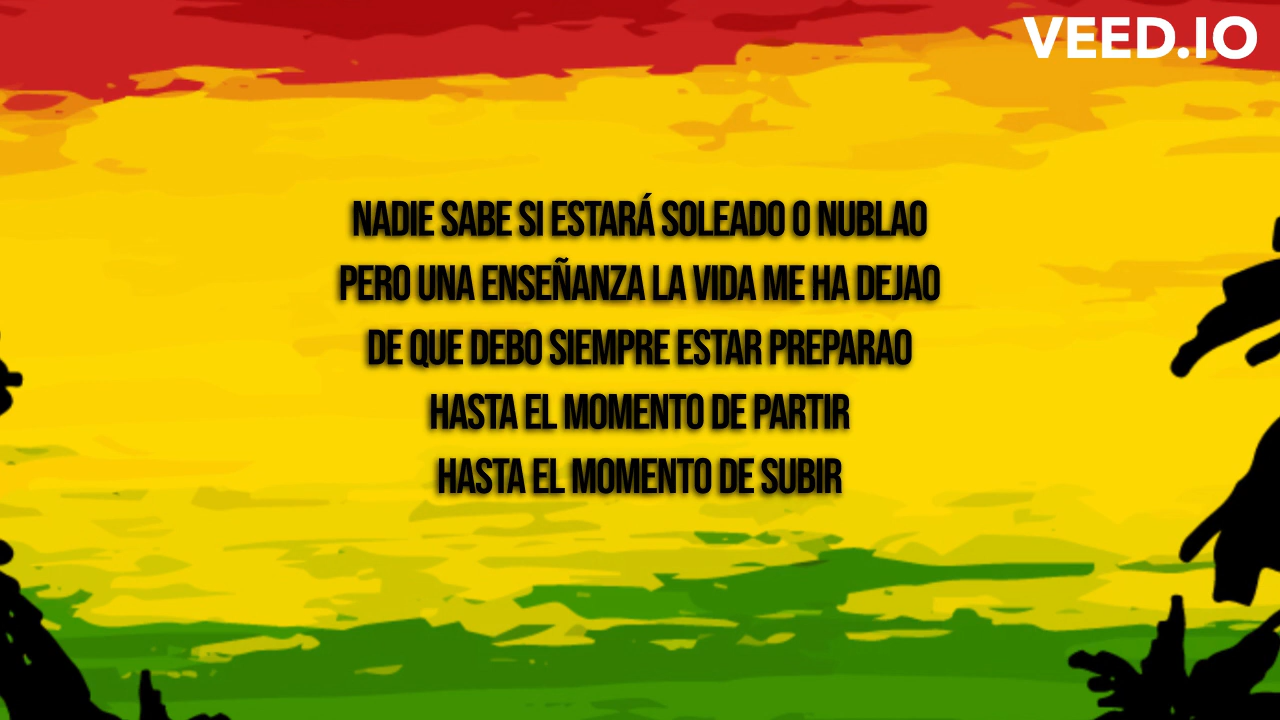 VEED.IO
NADIE SABE SI ESTARÁ SOLEADO O NUBLAO
PERO UNA ENSEÑANZA LA VIDA ME HA DEJAO
DE QUE DEBO SIEMPRE ESTAR PREPARAO
HASTA EL MOMENTO DE PARTIR
HASTA EL MOMENTO DE SUBIR